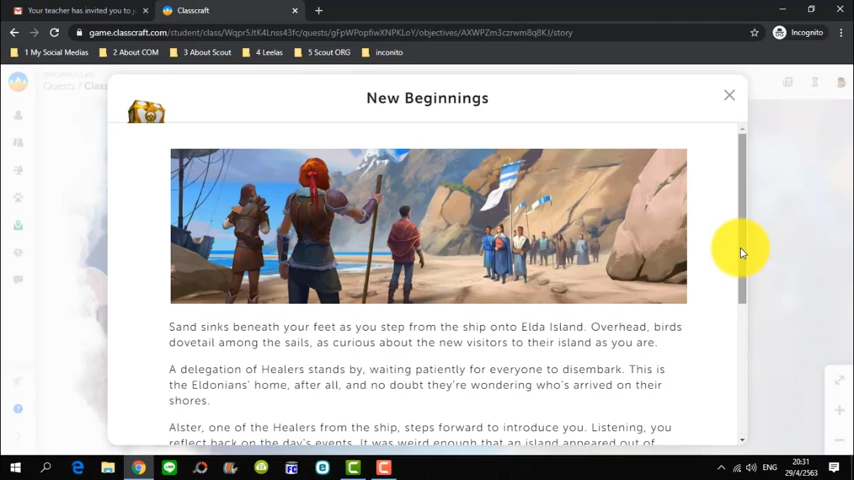 Your teacher has invited you to j
Classcraft
game.classcraft.com/student/class/Wqpr5JtK4Lnss43fc/quests/gFpWPopfiwXNPKLoY/objectives/AXWPZm3czrwm8q8KJ/story
Incognito
1 My Social Medias
2 About COM
3 About Scout
4 Leelas
5 Scout ORG
inconito
Quests / Class
New Beginnings
Sand sinks beneath your feet as you step from the ship onto Elda Island. Overhead, birds
dovetail among the sails, as curious about the new visitors to their island as you are.
A delegation of Healers stands by, waiting patiently for everyone to disembark. This is
the Eldonians' home, after all, and no doubt they're wondering who's arrived on their
shores.
Alster, one of the Healers from the ship, steps forward to introduce you. Listening, you
reflect back on the day's events. It was weird enough that an island appeared out of
ENG
20:31
29/4/2563